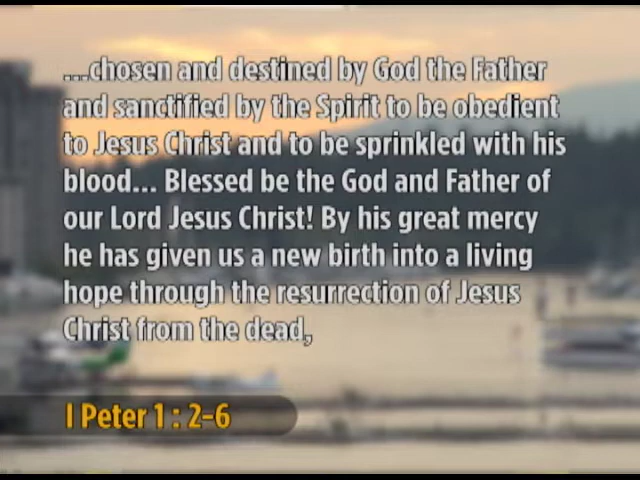 ...chosen and destined by God the Father
and sanctified by the Spirit to be obedient
to Jesus Christ and to be sprinkled with his
blood... Blessed be the God and Father of
our Lord Jesus Christ! By his great mercy
he has given us a new birth into a living
hope through the resurrection of Jesus
Christ from the dead,
I Peter 1 : 2-6